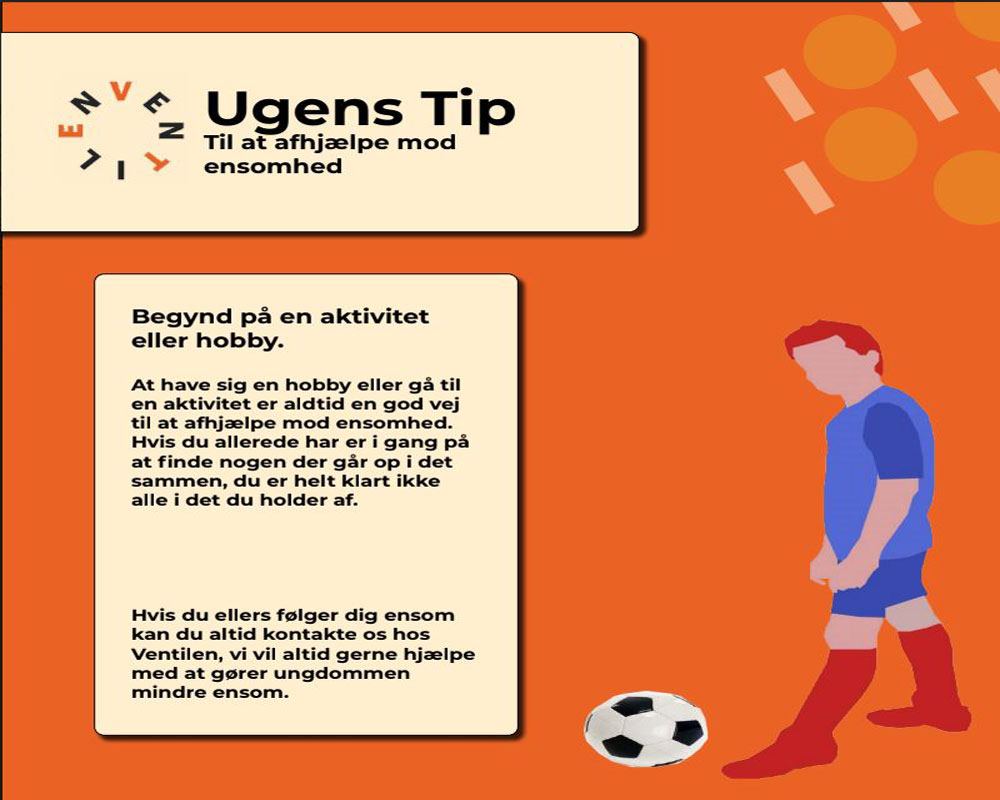 VENTILEN
Ugens Tip
Til at afhjælpe mod
ensomhed
Begynd på en aktivitet
eller hobby.
At have sig en hobby eller gå til
en aktivitet er aldtid en god vej
til at afhjælpe mod ensomhed.
Hvis du allerede har er i gang på
at finde nogen der går op i det
sammen, du er helt klart ikke
alle i det du holder af.
Hvis du ellers følger dig ensom
kan du altid kontakte os hos
Ventilen, vi vil altid gerne hjælpe
med at gører ungdommen
mindre ensom.